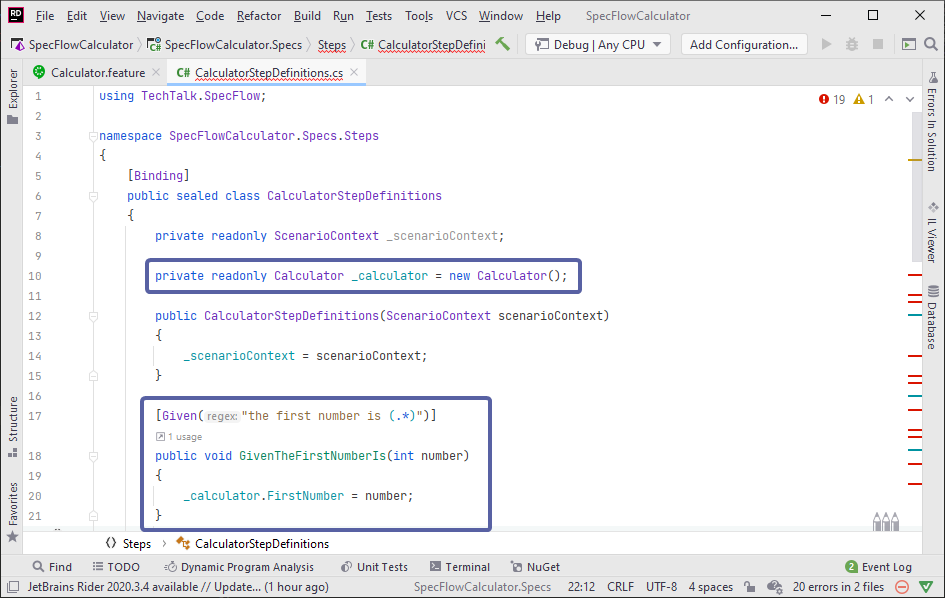 RD File Edit View Navigate Code Refactor Build Run Tests Tools VCS Window Help SpecFlowCalculator
SpecFlowCalculator SpecFlowCalculator.Specs Steps C# CalculatorStepDefini Debug | Any CPU Add Configuration...
Calculator.feature C# CalculatorStepDefinitions.cs
Explorer
Structure
Favorites
1 using TechTalk.SpecFlow;
19 1
2
3 namespace SpecFlowCalculator.Specs.Steps
4 {
5 [Binding]
6 public sealed class CalculatorStepDefinitions
7 {
8 private readonly ScenarioContext _scenarioContext;
9
10 private readonly Calculator _calculator = new Calculator();
11
12 public CalculatorStepDefinitions(ScenarioContext scenarioContext)
13 {
14 _scenarioContext = scenarioContext;
15 }
16
17 [Given(regex: "the first number is (.*)")]
1 usage
18 public void GivenTheFirstNumberIs(int number)
19 {
20 _calculator.FirstNumber = number;
21 }
Errors In Solution
IL Viewer
Database
Steps CalculatorStepDefinitions
Find TODO Dynamic Program Analysis Unit Tests Terminal NuGet 2 Event Log
JetBrains Rider 2020.3.4 available // Update... (1 hour ago) SpecFlowCalculator.Specs 22:12 CRLF UTF-8 4 spaces 20 errors in 2 files